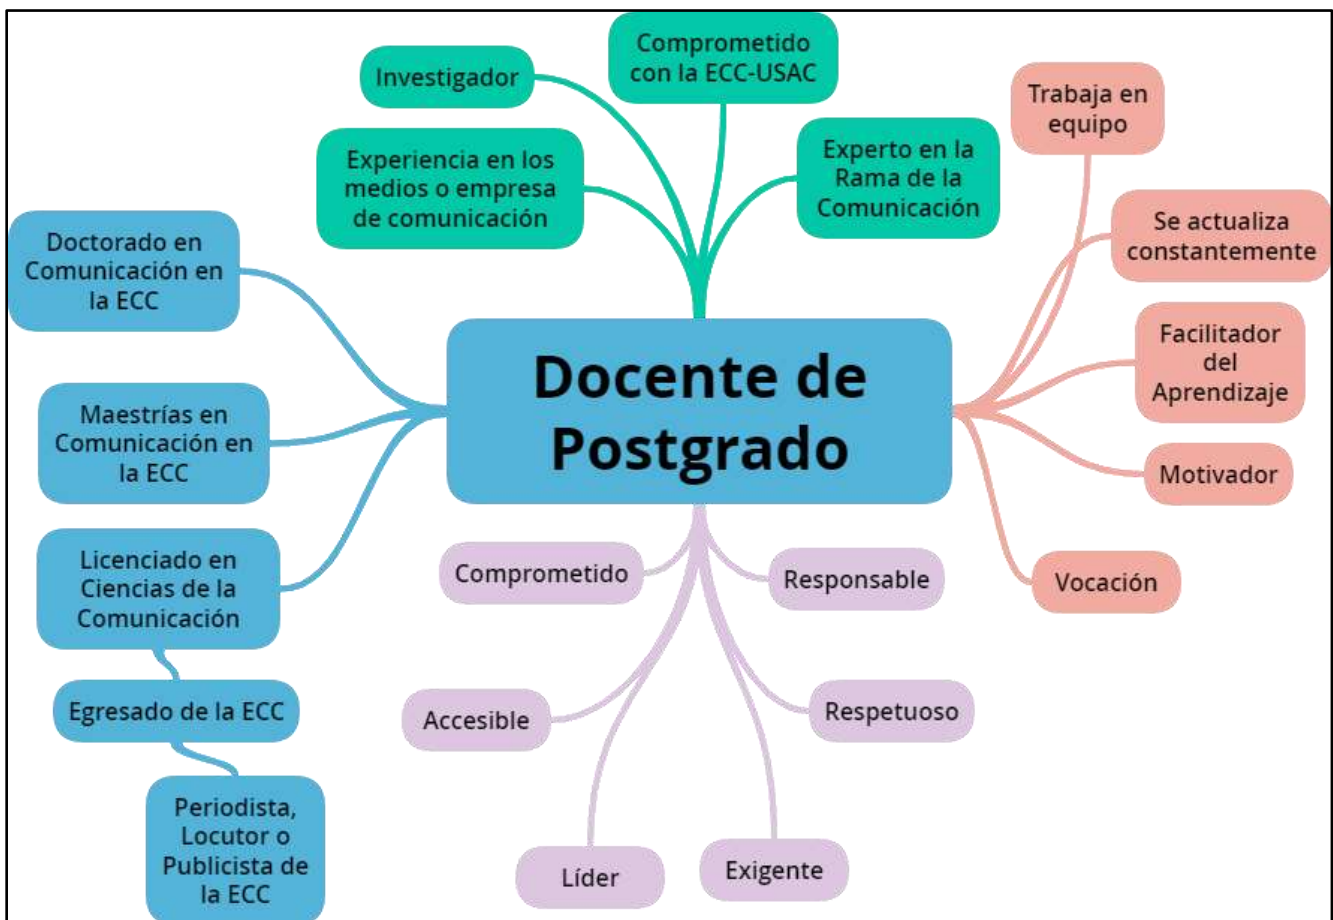 Investigador
Comprometido
con la ECC-USAC
Trabaja en
equipo
Experiencia en los
medios o empresa
de comunicación
Experto en la
Rama de la
Comunicación
Se actualiza
constantemente
Doctorado en
Comunicación en
la ECC
Facilitador
del
Aprendizaje
Docente de
Postgrado
Maestrías en
Comunicación en
la ECC
Motivador
Licenciado en
Ciencias de la
Comunicación
Comprometido
Responsable
Vocación
Egresado de la ECC
Accesible
Respetuoso
Periodista,
Locutor o
Publicista de
la ECC
Líder
Exigente